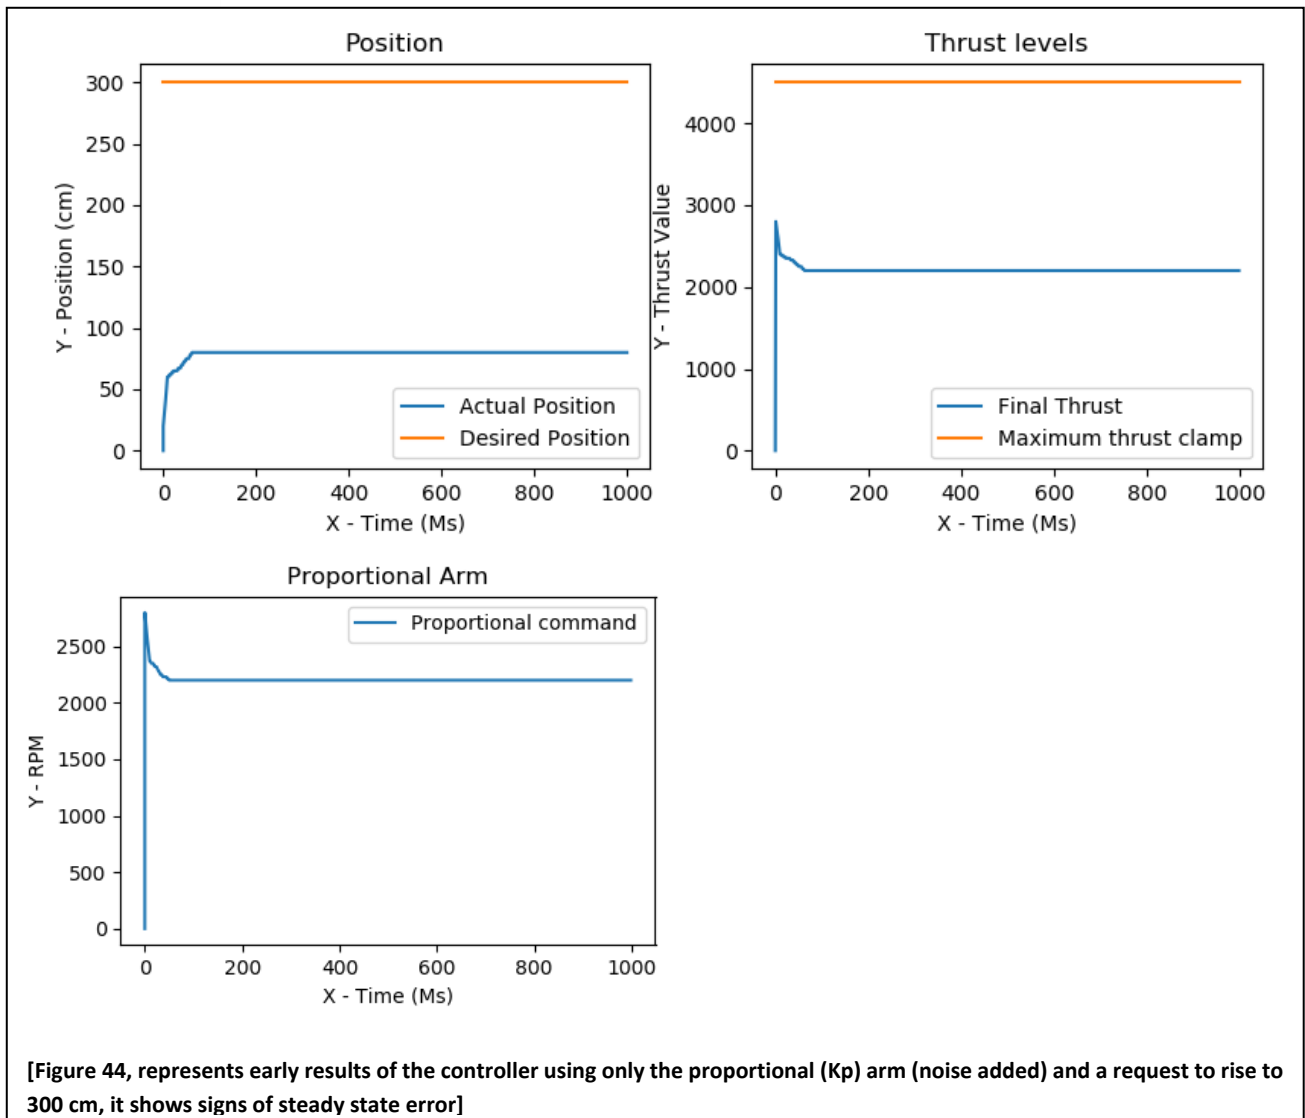 Position
300
250
200
150
100
50
0
Y - Position (cm)
Actual Position
Desired Position
0 200 400 600 800 1000
X - Time (Ms)
Thrust levels
4000
3000
2000
1000
0
Y - Thrust Value
Final Thrust
Maximum thrust clamp
0 200 400 600 800 1000
X - Time (Ms)
Proportional Arm
Proportional command
2500
2000
1500
1000
500
0
Y - RPM
0 200 400 600 800 1000
X - Time (Ms)
[Figure 44, represents early results of the controller using only the proportional (Kp) arm (noise added) and a request to rise to
300 cm, it shows signs of steady state error]